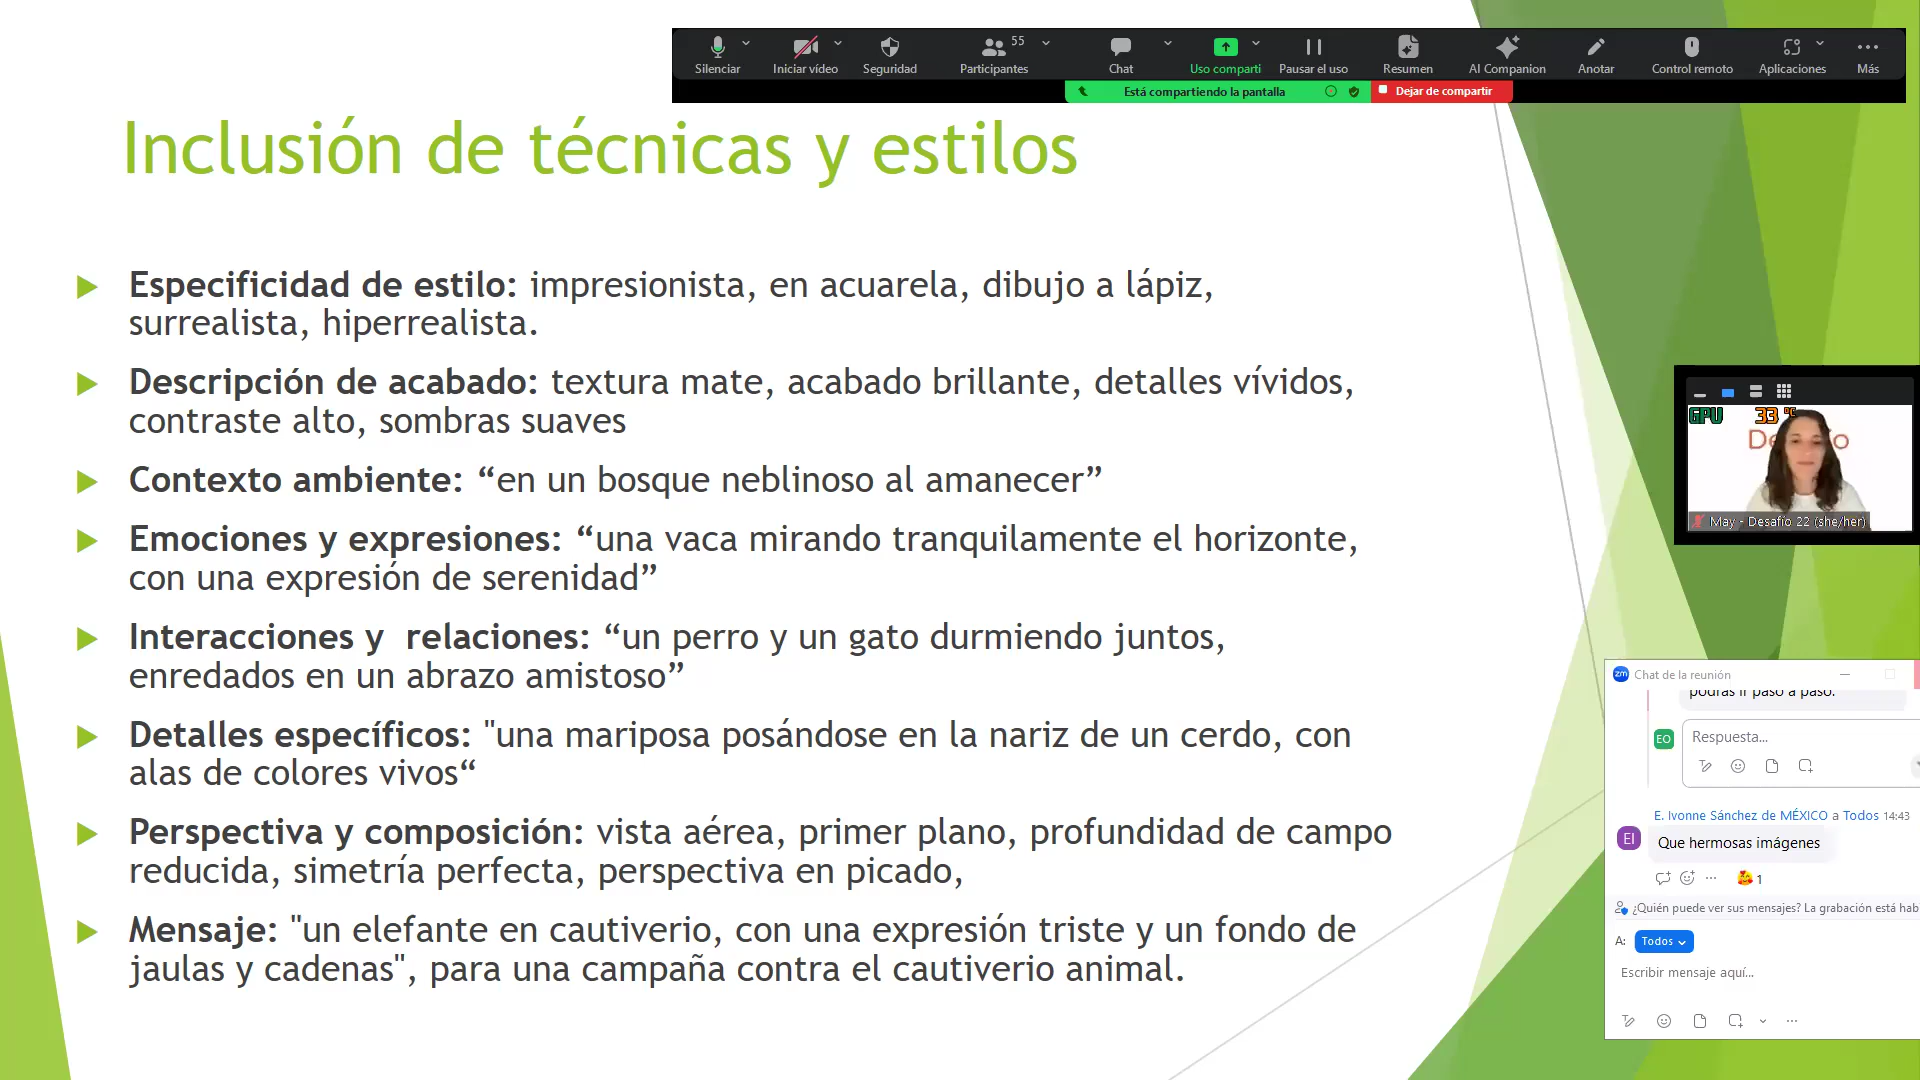 Silenciar
Iniciar vídeo
Seguridad
55
Participantes
Chat
Uso comparti
Pausar el uso
Resumen
AI Companion
Anotar
Control remoto
Aplicaciones
Más
Está compartiendo la pantalla
Dejar de compartir
Inclusión de técnicas y estilos
Especificidad de estilo: impresionista, en acuarela, dibujo a lápiz,
surrealista, hiperrealista.
Descripción de acabado: textura mate, acabado brillante, detalles vívidos,
contraste alto, sombras suaves
Contexto ambiente: “en un bosque neblinoso al amanecer”
Emociones y expresiones: “una vaca mirando tranquilamente el horizonte,
con una expresión de serenidad”
Interacciones y  relaciones: “un perro y un gato durmiendo juntos,
enredados en un abrazo amistoso”
Detalles específicos: "una mariposa posándose en la nariz de un cerdo, con
alas de colores vivos“
Perspectiva y composición: vista aérea, primer plano, profundidad de campo
reducida, simetría perfecta, perspectiva en picado,
Mensaje: "un elefante en cautiverio, con una expresión triste y un fondo de
jaulas y cadenas", para una campaña contra el cautiverio animal.
GPU 33 °C
May - Desafío 22 (she/her)
zm Chat de la reunión
podrás ir paso a paso.
EO
Respuesta...
E. Ivonne Sánchez de MÉXICO a Todos 14:43
EI
Que hermosas imágenes
1
¿Quién puede ver sus mensajes? La grabación está hab
A: Todos
Escribir mensaje aquí...